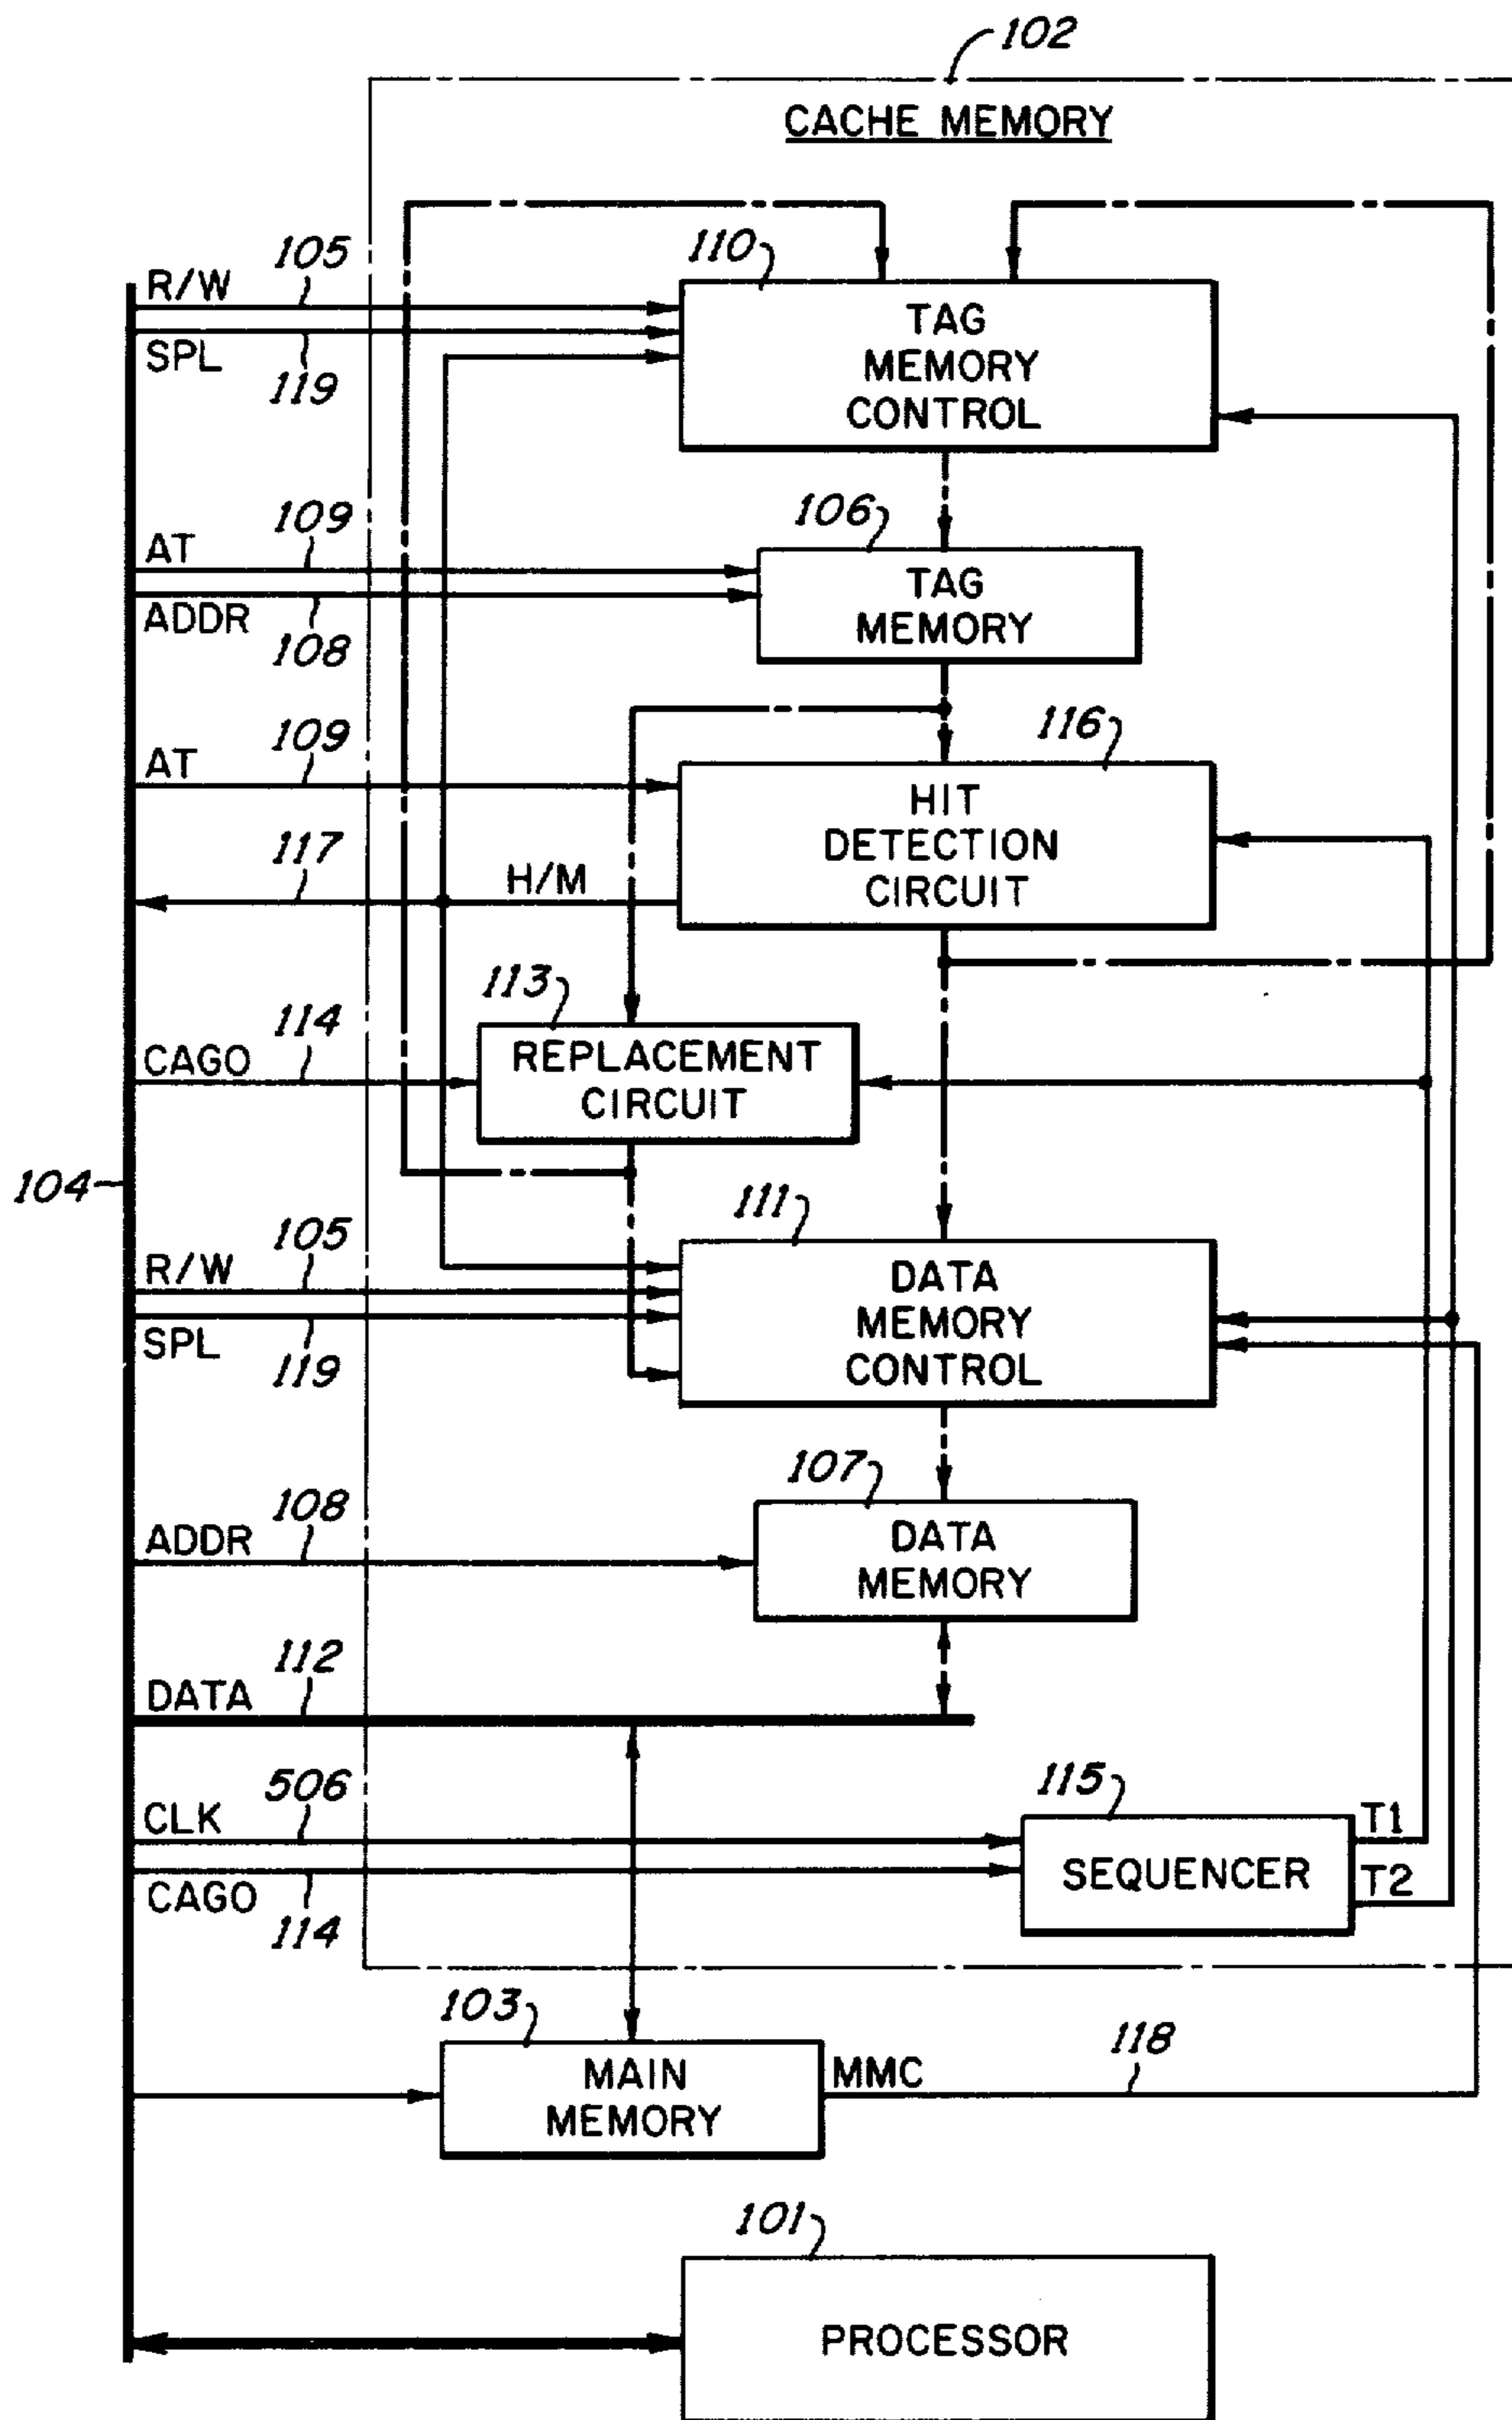 102
CACHE MEMORY
R/W
105
SPL
119
110
TAG
MEMORY
CONTROL
AT
109
ADDR
108
106
TAG
MEMORY
AT
109
117
H/M
116
HIT
DETECTION
CIRCUIT
CAGO
114
113
REPLACEMENT
CIRCUIT
104
R/W
105
SPL
119
111
DATA
MEMORY
CONTROL
ADDR
108
107
DATA
MEMORY
DATA
112
CLK
506
CAGO
114
115
SEQUENCER
T1
T2
103
MAIN
MEMORY
MMC
118
101
PROCESSOR